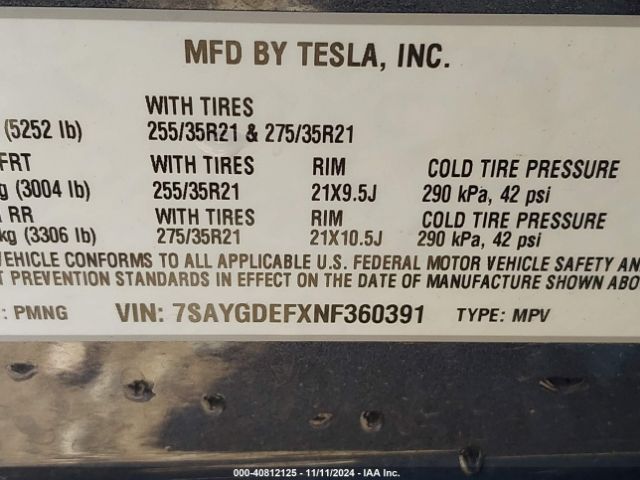 MFD BY TESLA, INC.
WITH TIRES
(5252 lb) 255/35R21 & 275/35R21
FRT WITH TIRES RIM COLD TIRE PRESSURE
g (3004 lb) 255/35R21 21X9.5J 290 kPa, 42 psi
RR WITH TIRES RIM COLD TIRE PRESSURE
kg (3306 lb) 275/35R21 21X10.5J 290 kPa, 42 psi
VEHICLE CONFORMS TO ALL APPLICABLE U.S. FEDERAL MOTOR VEHICLE SAFETY AN
T PREVENTION STANDARDS IN EFFECT ON THE DATE OF MANUFACTURE SHOWN ABO
: PMNG VIN: 7SAYGDEFXNF360391 TYPE: MPV
000-40812125 - 11/11/2024 - IAA Inc.